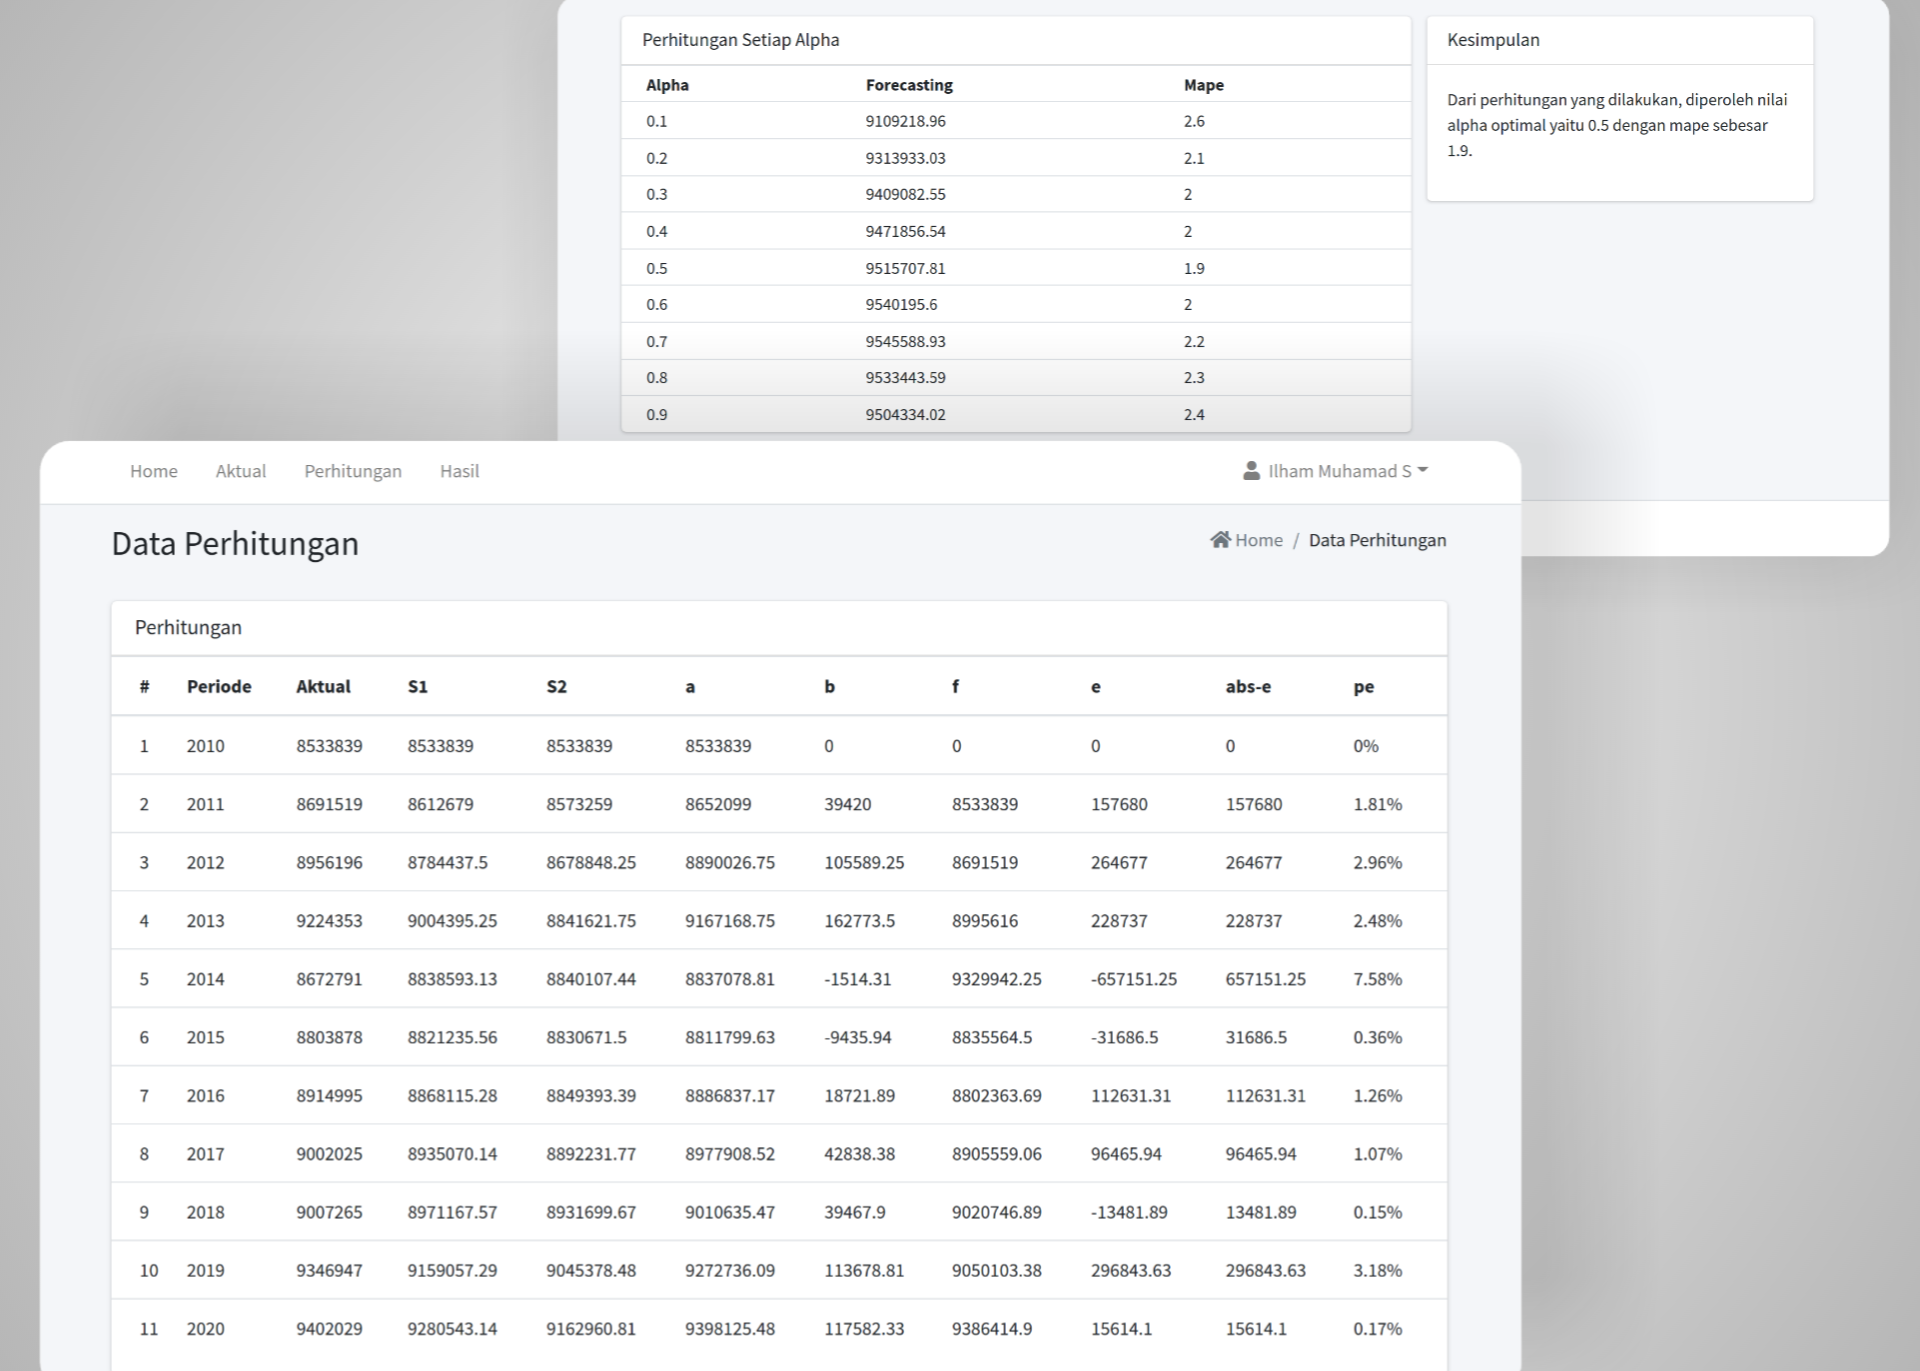 Perhitungan Setiap Alpha
Alpha Forecasting Mape
0.1 9109218.96 2.6
0.2 9313933.03 2.1
0.3 9409082.55 2
0.4 9471856.54 2
0.5 9515707.81 1.9
0.6 9540195.6 2
0.7 9545588.93 2.2
0.8 9533443.59 2.3
0.9 9504334.02 2.4
Kesimpulan
Dari perhitungan yang dilakukan, diperoleh nilai
alpha optimal yaitu 0.5 dengan mape sebesar
1.9.
Home Aktual Perhitungan Hasil Ilham Muhamad S
Data Perhitungan
Home / Data Perhitungan
Perhitungan
# Periode Aktual S1 S2 a b f e abs-e pe
1 2010 8533839 8533839 8533839 8533839 0 0 0 0 0%
2 2011 8691519 8612679 8573259 8652099 39420 8533839 157680 157680 1.81%
3 2012 8956196 8784437.5 8678848.25 8890026.75 105589.25 8691519 264677 264677 2.96%
4 2013 9224353 9004395.25 8841621.75 9167168.75 162773.5 8995616 228737 228737 2.48%
5 2014 8672791 8838593.13 8840107.44 8837078.81 -1514.31 9329942.25 -657151.25 657151.25 7.58%
6 2015 8803878 8821235.56 8830671.5 8811799.63 -9435.94 8835564.5 -31686.5 31686.5 0.36%
7 2016 8914995 8868115.28 8849393.39 8886837.17 18721.89 8802363.69 112631.31 112631.31 1.26%
8 2017 9002025 8935070.14 8892231.77 8977908.52 42838.38 8905559.06 96465.94 96465.94 1.07%
9 2018 9007265 8971167.57 8931699.67 9010635.47 39467.9 9020746.89 -13481.89 13481.89 0.15%
10 2019 9346947 9159057.29 9045378.48 9272736.09 113678.81 9050103.38 296843.63 296843.63 3.18%
11 2020 9402029 9280543.14 9162960.81 9398125.48 117582.33 9386414.9 15614.1 15614.1 0.17%